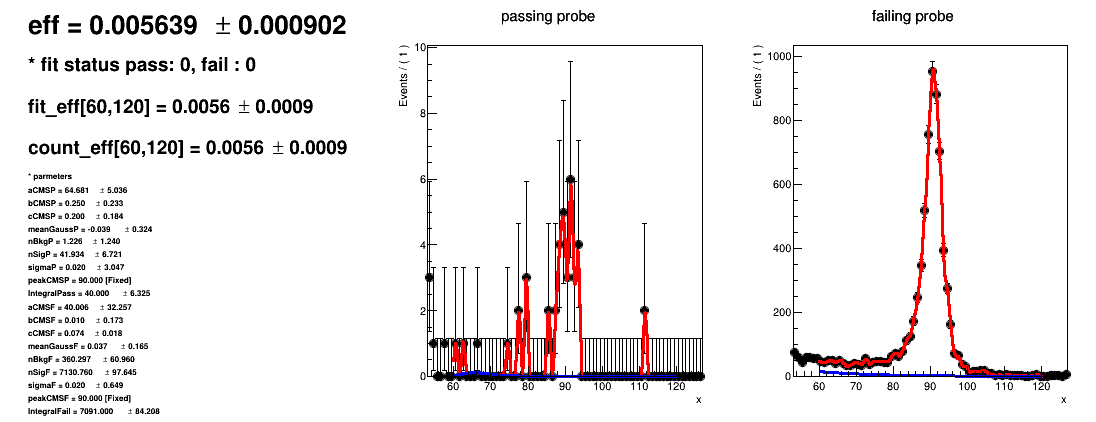 eff = 0.005639 ± 0.000902
* fit status pass: 0, fail : 0
fit_eff[60,120] = 0.0056 ± 0.0009
count_eff[60,120] = 0.0056 ± 0.0009
* parmeters
aCMSP = 64.681 ± 5.036
bCMSP = 0.250 ± 0.233
cCMSP = 0.200 ± 0.184
meanGaussP = -0.039 ± 0.324
nBkgP = 1.226 ± 1.240
nSigP = 41.934 ± 6.721
sigmaP = 0.020 ± 3.047
peakCMSP = 90.000 [Fixed]
IntegralPass = 40.000 ± 6.325
aCMSF = 40.006 ± 32.257
bCMSF = 0.010 ± 0.173
cCMSF = 0.074 ± 0.018
meanGaussF = 0.037 ± 0.165
nBkgF = 360.297 ± 60.960
nSigF = 7130.760 ± 97.645
sigmaF = 0.020 ± 0.649
peakCMSF = 90.000 [Fixed]
IntegralFail = 7091.000 ± 84.208
passing probe
Events / ( 1 )
10
8
6
4
2
0
60 70 80 90 100 110 120
x
failing probe
Events / ( 1 )
1000
800
600
400
200
0
60 70 80 90 100 110 120
x